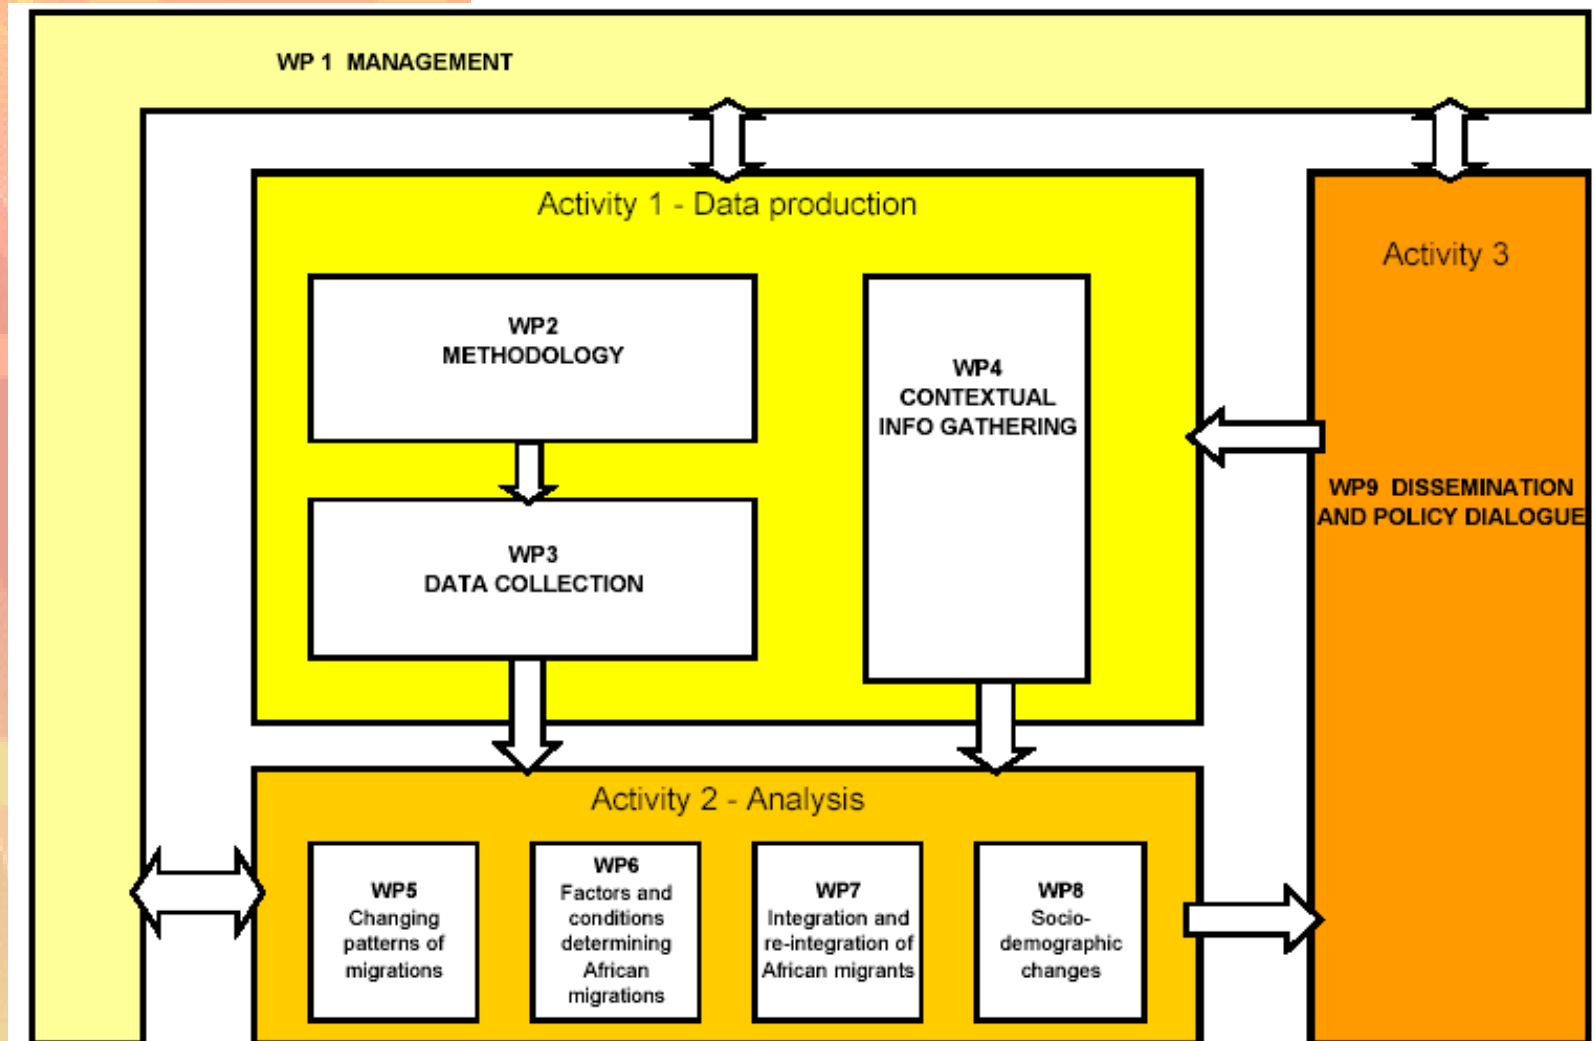 WP 1 MANAGEMENT
Activity 1 - Data production
WP2
METHODOLOGY
WP3
DATA COLLECTION
WP4
CONTEXTUAL
INFO GATHERING
Activity 3
WP9 DISSEMINATION
AND POLICY DIALOGUE
Activity 2 - Analysis
WP5
Changing
patterns of
migrations
WP6
Factors and
conditions
determining
African
migrations
WP7
Integration and
re-integration of
African migrants
WP8
Socio-
demographic
changes